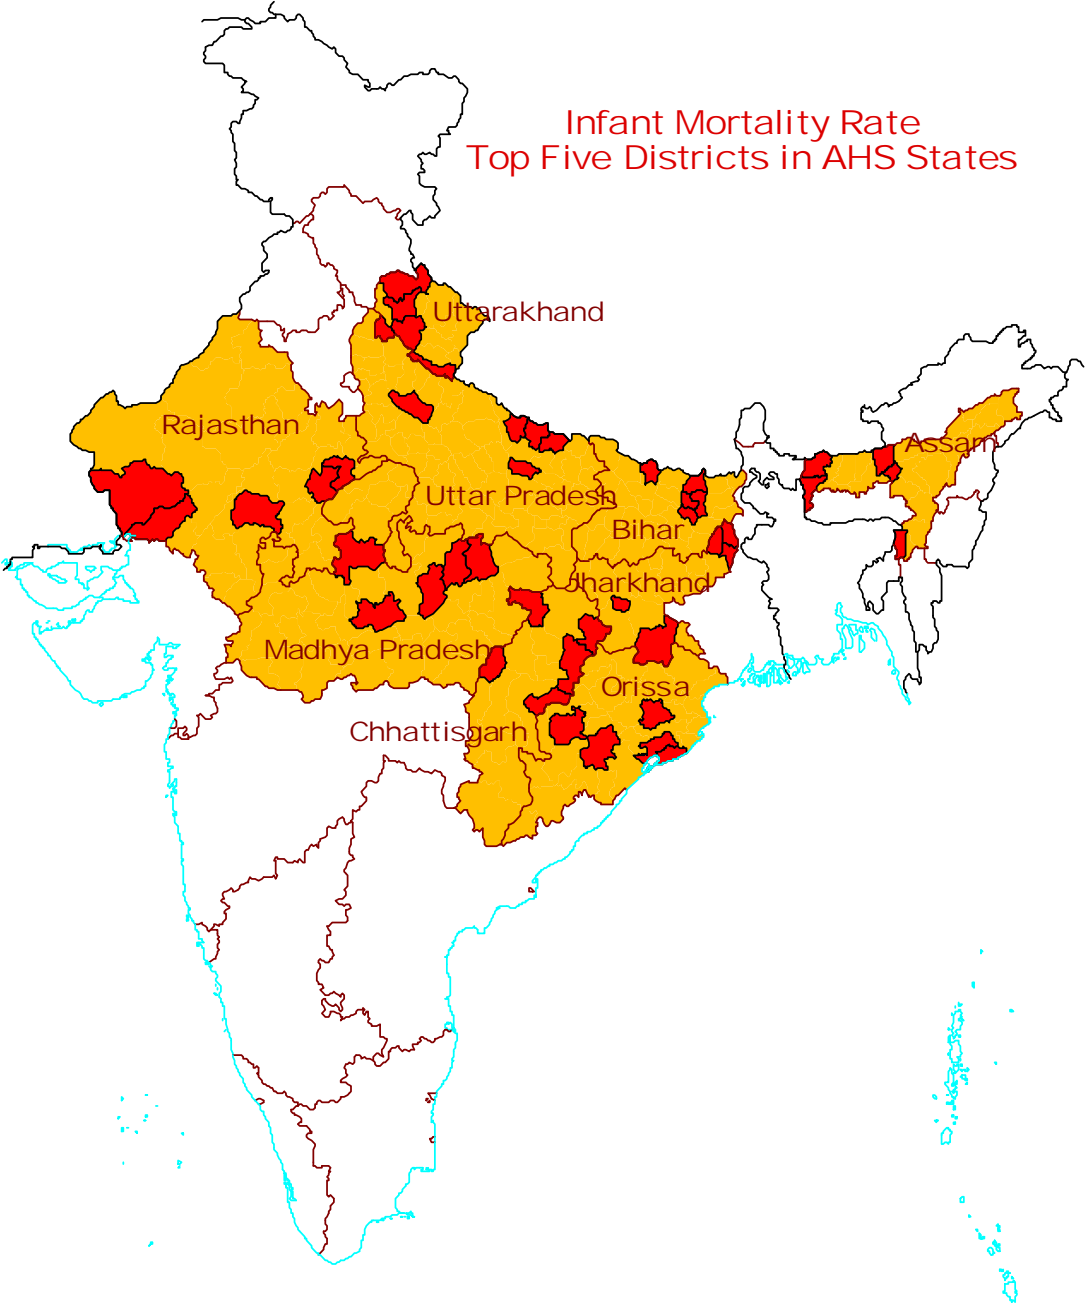 Infant Mortality Rate
Top Five Districts in AHS States
Uttarakhand
Rajasthan
Assam
Uttar Pradesh
Bihar
Jharkhand
Madhya Pradesh
Orissa
Chhattisgarh